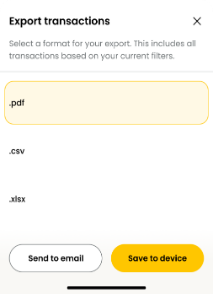 Export transactions
Select a format for your export. This includes all
transactions based on your current filters.
.pdf
.csv
.xlsx
Send to email
Save to device